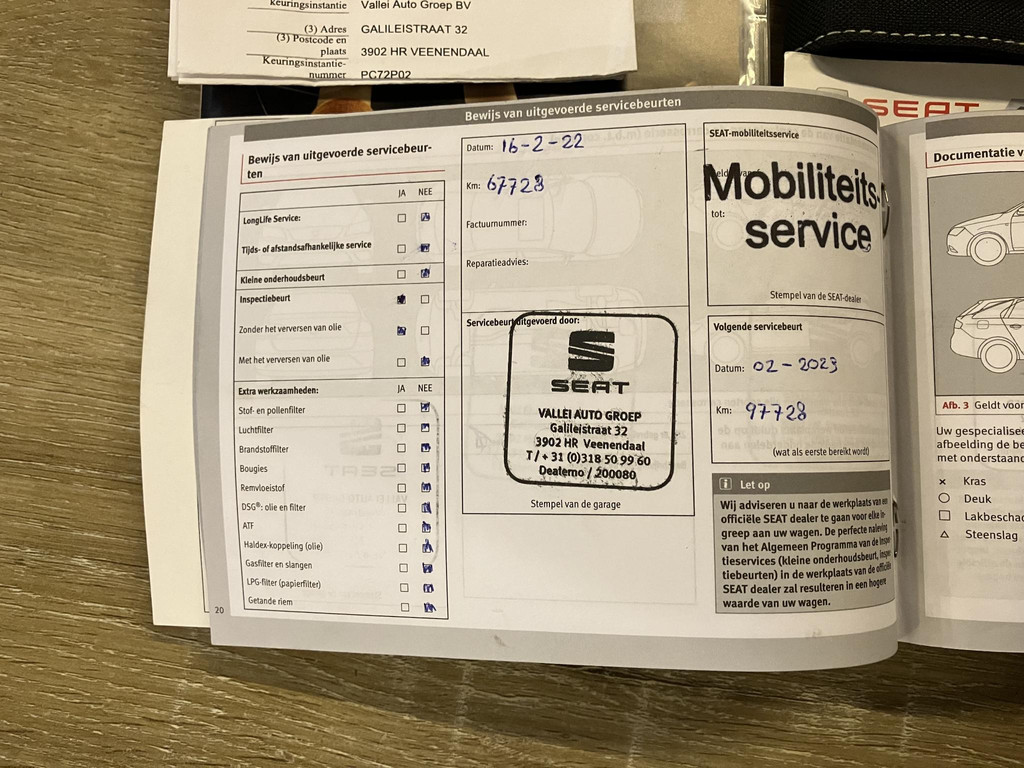 Keuringsinstantie Vallei Auto Groep BV
(3) Adres GALILEISTRAAT 32
(3) Postcode en plaats 3902 HR VEENENDAAL
Keuringsinstantie-nummer PC72P02
SEAT
Bewijs van uitgevoerde servicebeurten
Bewijs van uitgevoerde servicebeur-
ten
JA NEE
LongLife Service:
Tijds- of afstandsafhankelijke service
Kleine onderhoudsbeurt
Inspectiebeurt
Zonder het verversen van olie
Met het verversen van olie
Extra werkzaamheden: JA NEE
Stof- en pollenfilter
Luchtfilter
Brandstoffilter
Bougies
Remvloeistof
DSG®: olie en filter
ATF
Haldex-koppeling (olie)
Gasfilter en slangen
LPG-filter (papierfilter)
Getande riem
20
Datum: 16-2-22
Km: 67728
Factuurnummer:
Reparatieadvies:
Servicebeurt uitgevoerd door:
SEAT
VALLEI AUTO GROEP
Galileistraat 32
3902 HR Veenendaal
T / + 31 (0)318 50 99 60
Dealerno / 200080
Stempel van de garage
SEAT-mobiliteitsservice
Mobiliteits-
tot:
service
Stempel van de SEAT-dealer
Volgende servicebeurt
Datum: 02-2023
Km: 97728
(wat als eerste bereikt wordt)
i Let op
Wij adviseren u naar de werkplaats van een
officiële SEAT dealer te gaan voor elke in-
greep aan uw wagen. De perfecte naleving
van het Algemeen Programma van de Inspec-
tieservices (kleine onderhoudsbeurt, inspec-
tiebeurten) in de werkplaats van de officiële
SEAT dealer zal resulteren in een hogere
waarde van uw wagen.
Documentatie v
Afb. 3 Geldt voor
Uw gespecialisee
afbeelding de be
met onderstaand
× Kras
○ Deuk
□ Lakbeschad
△ Steenslag